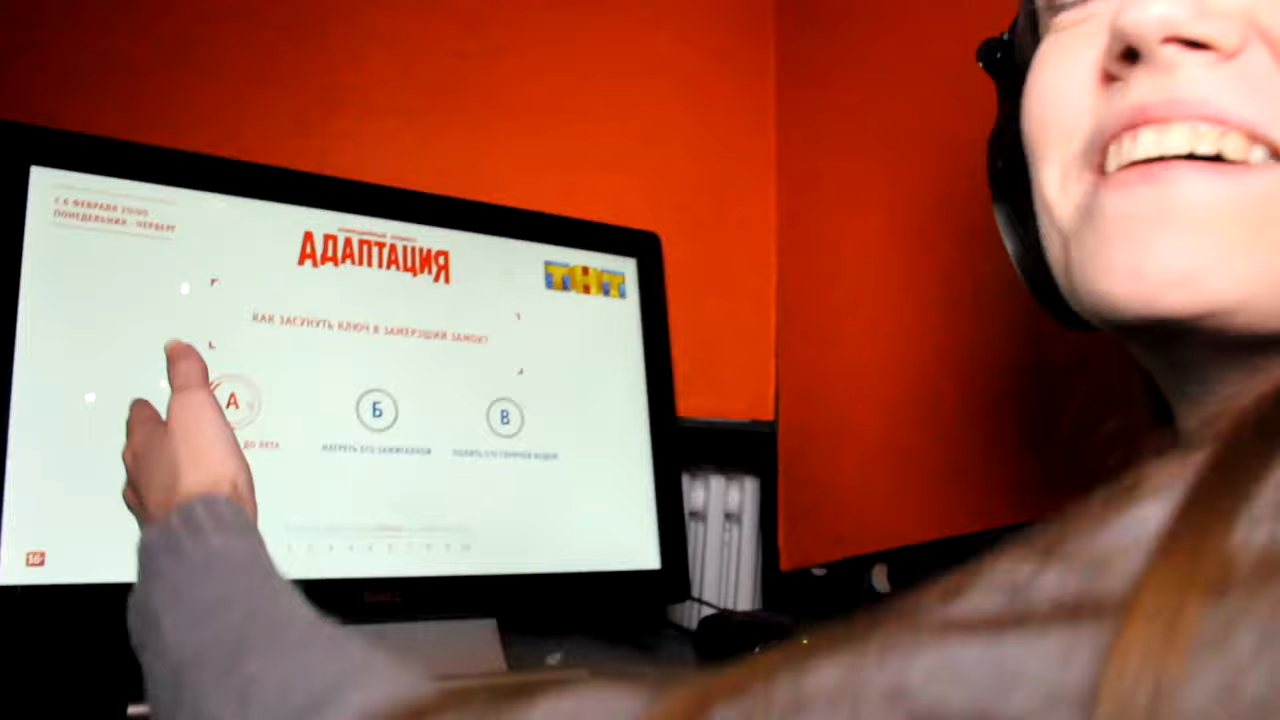 С 6 ФЕВРАЛЯ 20:00
ПОНЕДЕЛЬНИК - ЧЕТВЕРГ
АДАПТАЦИЯ
ТНТ
КАК ЗАСУНУТЬ КЛЮЧ В ЗАМЕРЗШИЙ ЗАМОК?
А
Б
В
ДО ЛЕТА
НАГРЕТЬ ЕГО ЗАЖИГАЛКОЙ
ПОЛИТЬ ЕГО ГОРЯЧЕЙ ВОДОЙ
16+